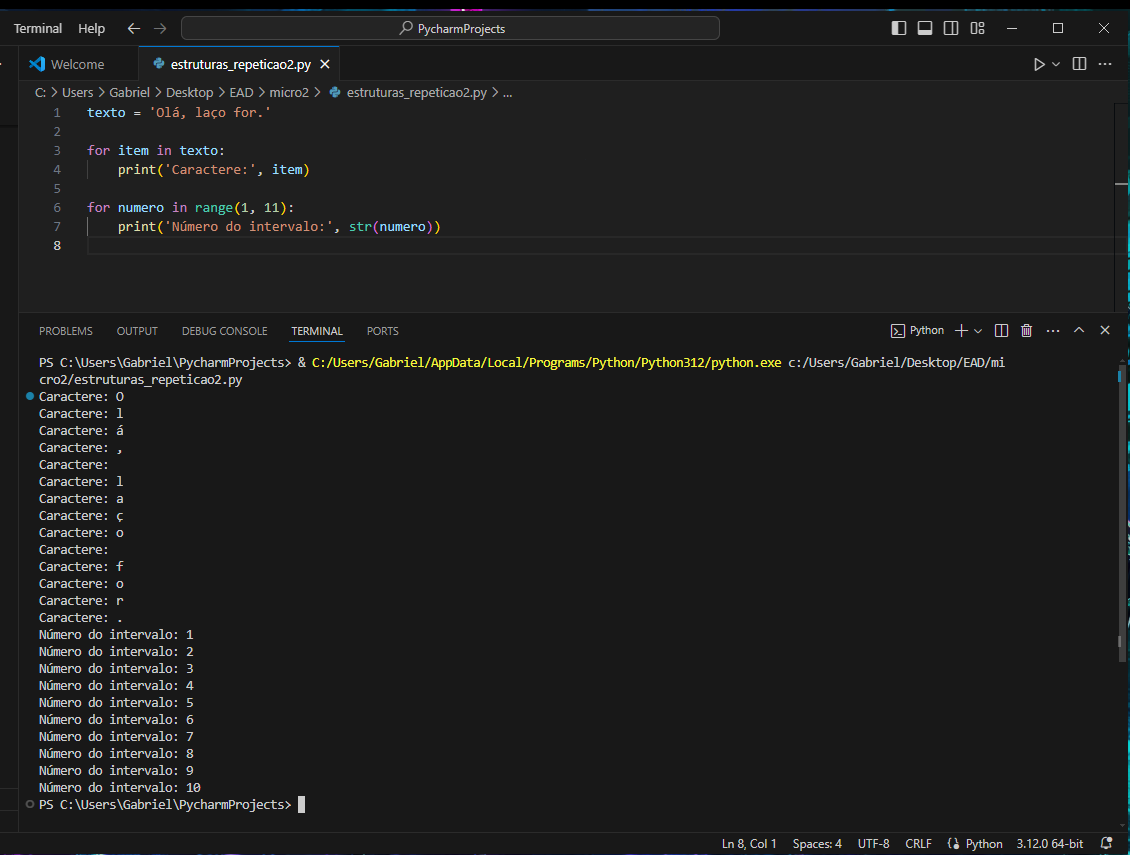 Terminal Help PycharmProjects
Welcome estruturas_repeticao2.py
C: > Users > Gabriel > Desktop > EAD > micro2 > estruturas_repeticao2.py > ...
1 texto = 'Olá, laço for.'
2
3 for item in texto:
4 print('Caractere:', item)
5
6 for numero in range(1, 11):
7 print('Número do intervalo:', str(numero))
8
PROBLEMS OUTPUT DEBUG CONSOLE TERMINAL PORTS Python
PS C:\Users\Gabriel\PycharmProjects> & C:/Users/Gabriel/AppData/Local/Programs/Python/Python312/python.exe c:/Users/Gabriel/Desktop/EAD/mi
cro2/estruturas_repeticao2.py
Caractere: O
Caractere: l
Caractere: á
Caractere: ,
Caractere:
Caractere: l
Caractere: a
Caractere: ç
Caractere: o
Caractere:
Caractere: f
Caractere: o
Caractere: r
Caractere: .
Número do intervalo: 1
Número do intervalo: 2
Número do intervalo: 3
Número do intervalo: 4
Número do intervalo: 5
Número do intervalo: 6
Número do intervalo: 7
Número do intervalo: 8
Número do intervalo: 9
Número do intervalo: 10
PS C:\Users\Gabriel\PycharmProjects>
Ln 8, Col 1 Spaces: 4 UTF-8 CRLF Python 3.12.0 64-bit